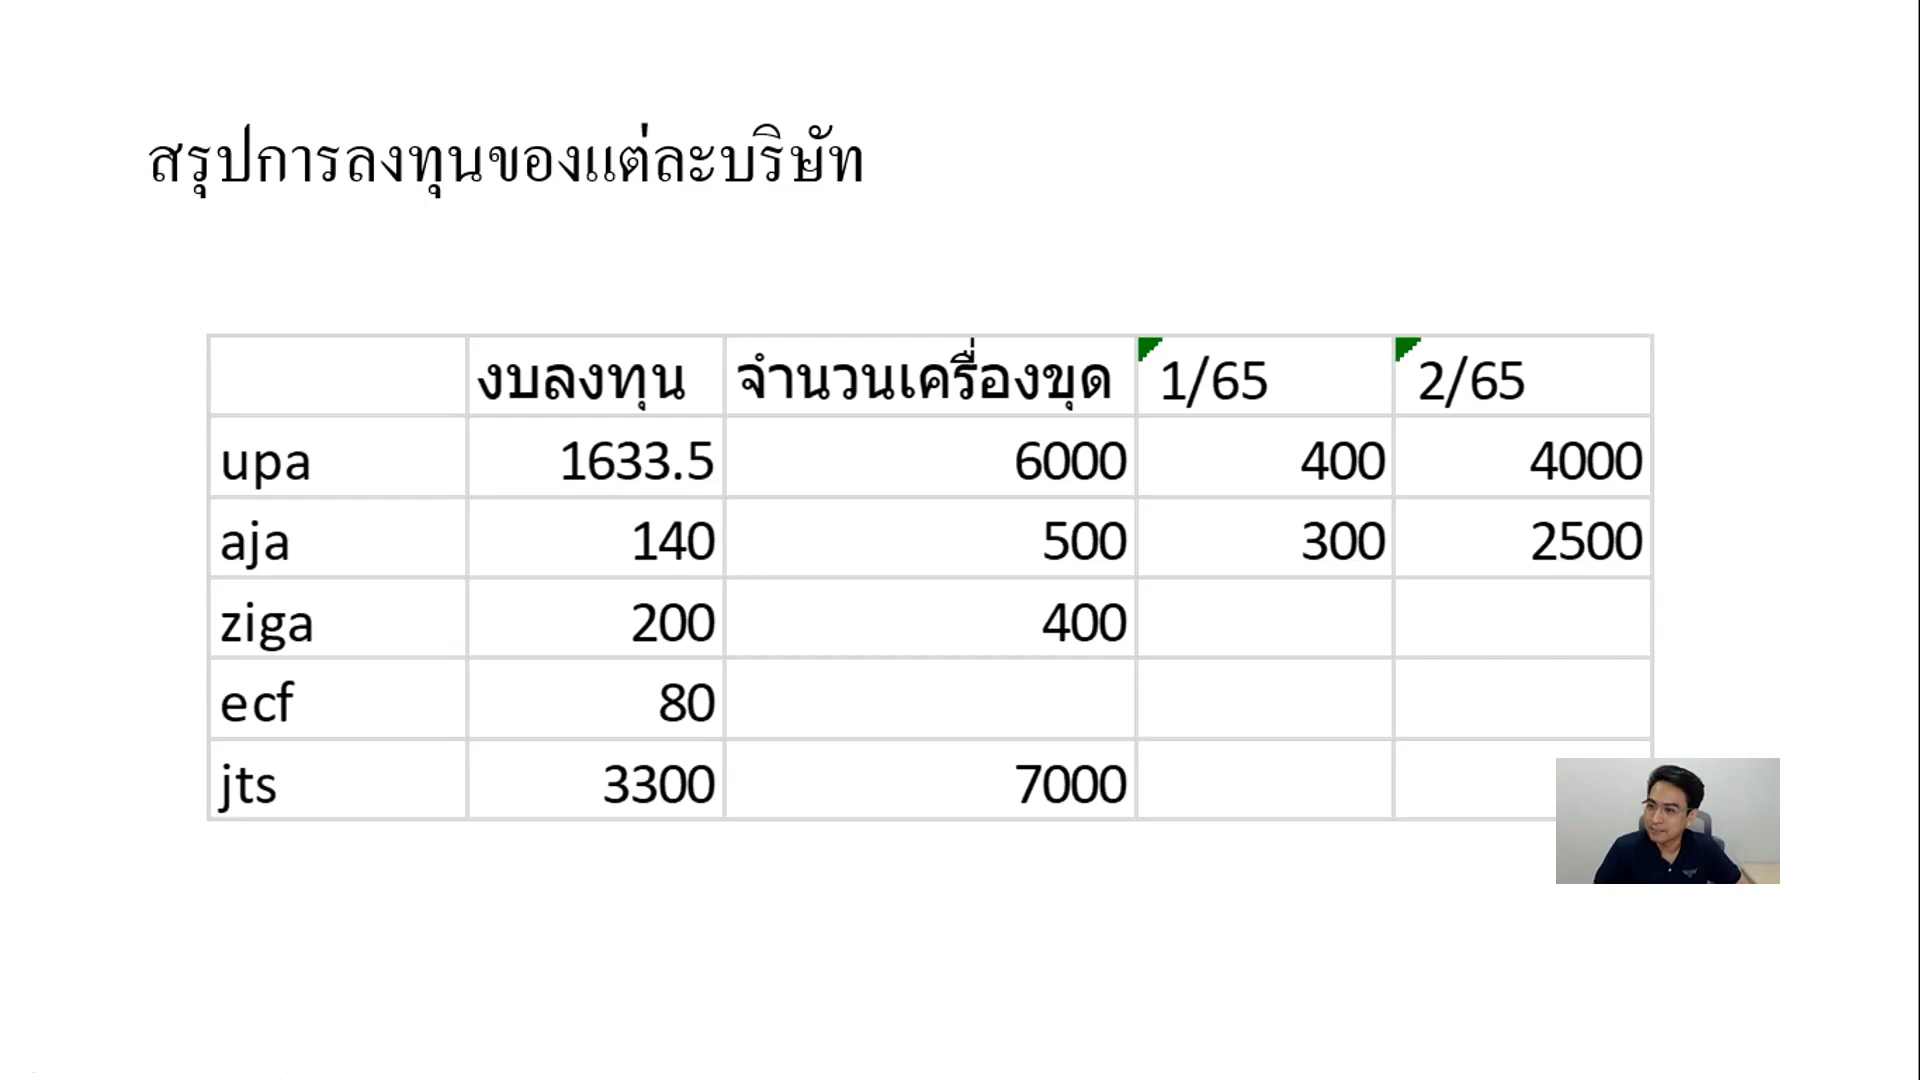 สรุปการลงทุนของแต่ละบริษัท
งบลงทุน จำนวนเครื่องขุด 1/65 2/65
upa 1633.5 6000 400 4000
aja 140 500 300 2500
ziga 200 400
ecf 80
jts 3300 7000